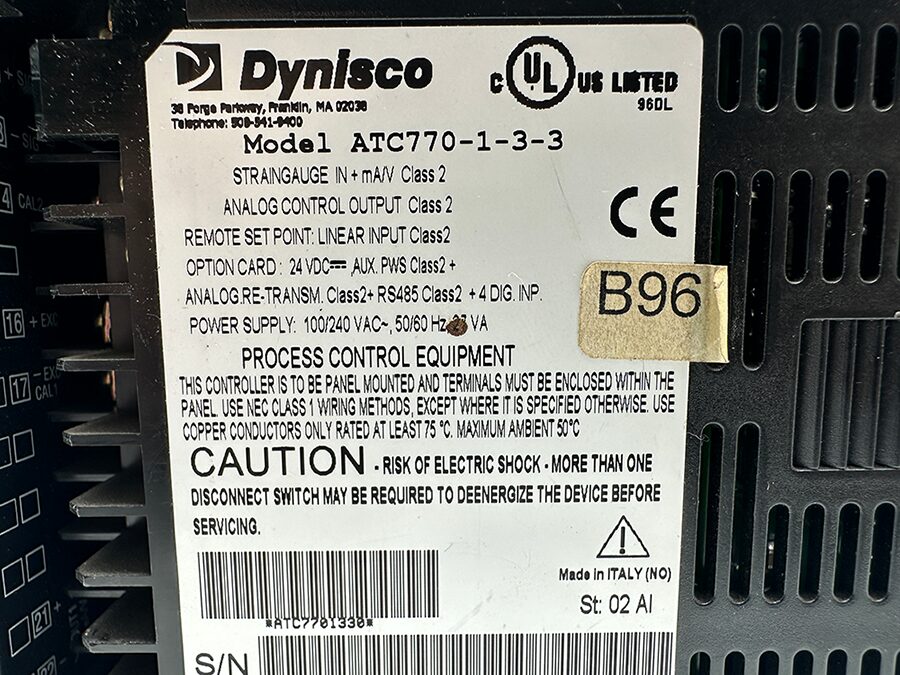 Dynisco
38 Forge Parkway, Franklin, MA 02038
Telephone: 508-541-9400
C UL US LISTED
96DL
Model ATC770-1-3-3
STRAINGAUGE IN + mA/V Class 2
ANALOG CONTROL OUTPUT Class 2
REMOTE SET POINT: LINEAR INPUT Class2
OPTION CARD : 24 VDC , AUX. PWS Class2 +
ANALOG.RE-TRANSM. Class2+ RS485 Class2 + 4 DIG. INP.
POWER SUPPLY: 100/240 VAC~, 50/60 Hz, VA
CE
B96
PROCESS CONTROL EQUIPMENT
THIS CONTROLLER IS TO BE PANEL MOUNTED AND TERMINALS MUST BE ENCLOSED WITHIN THE
PANEL. USE NEC CLASS 1 WIRING METHODS, EXCEPT WHERE IT IS SPECIFIED OTHERWISE. USE
COPPER CONDUCTORS ONLY RATED AT LEAST 75 °C. MAXIMUM AMBIENT 50°C
CAUTION - RISK OF ELECTRIC SHOCK - MORE THAN ONE
DISCONNECT SWITCH MAY BE REQUIRED TO DEENERGIZE THE DEVICE BEFORE
SERVICING.
Made in ITALY (NO)
St: 02 AI
*ATC7701330*
S/N
4 CAL2
16 + EXC
17 - EXC
CAL1
21 +